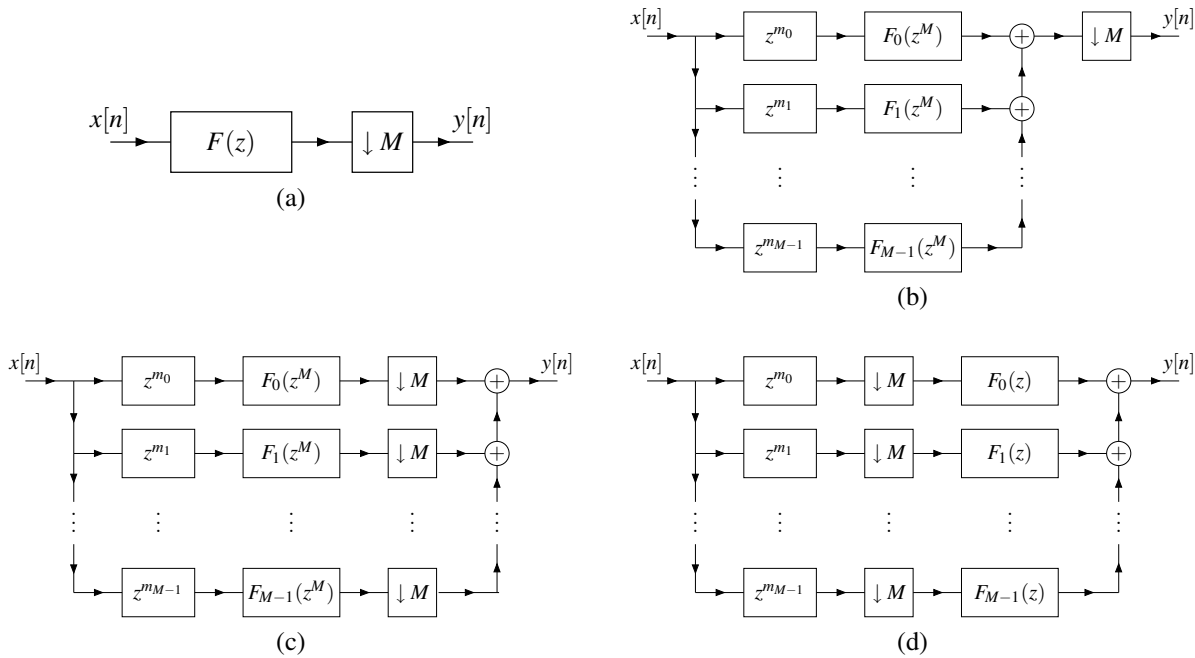 x[n] F(z) ↓ M y[n]
(a)
x[n] z^{m_0} F_0(z^M) + ↓ M y[n]
z^{m_1} F_1(z^M) +
⋮ ⋮ ⋮ ⋮
z^{m_{M−1}} F_{M−1}(z^M)
(b)
x[n] z^{m_0} F_0(z^M) ↓ M + y[n]
z^{m_1} F_1(z^M) ↓ M +
⋮ ⋮ ⋮ ⋮ ⋮
z^{m_{M−1}} F_{M−1}(z^M) ↓ M
(c)
x[n] z^{m_0} ↓ M F_0(z) + y[n]
z^{m_1} ↓ M F_1(z) +
⋮ ⋮ ⋮ ⋮ ⋮
z^{m_{M−1}} ↓ M F_{M−1}(z)
(d)